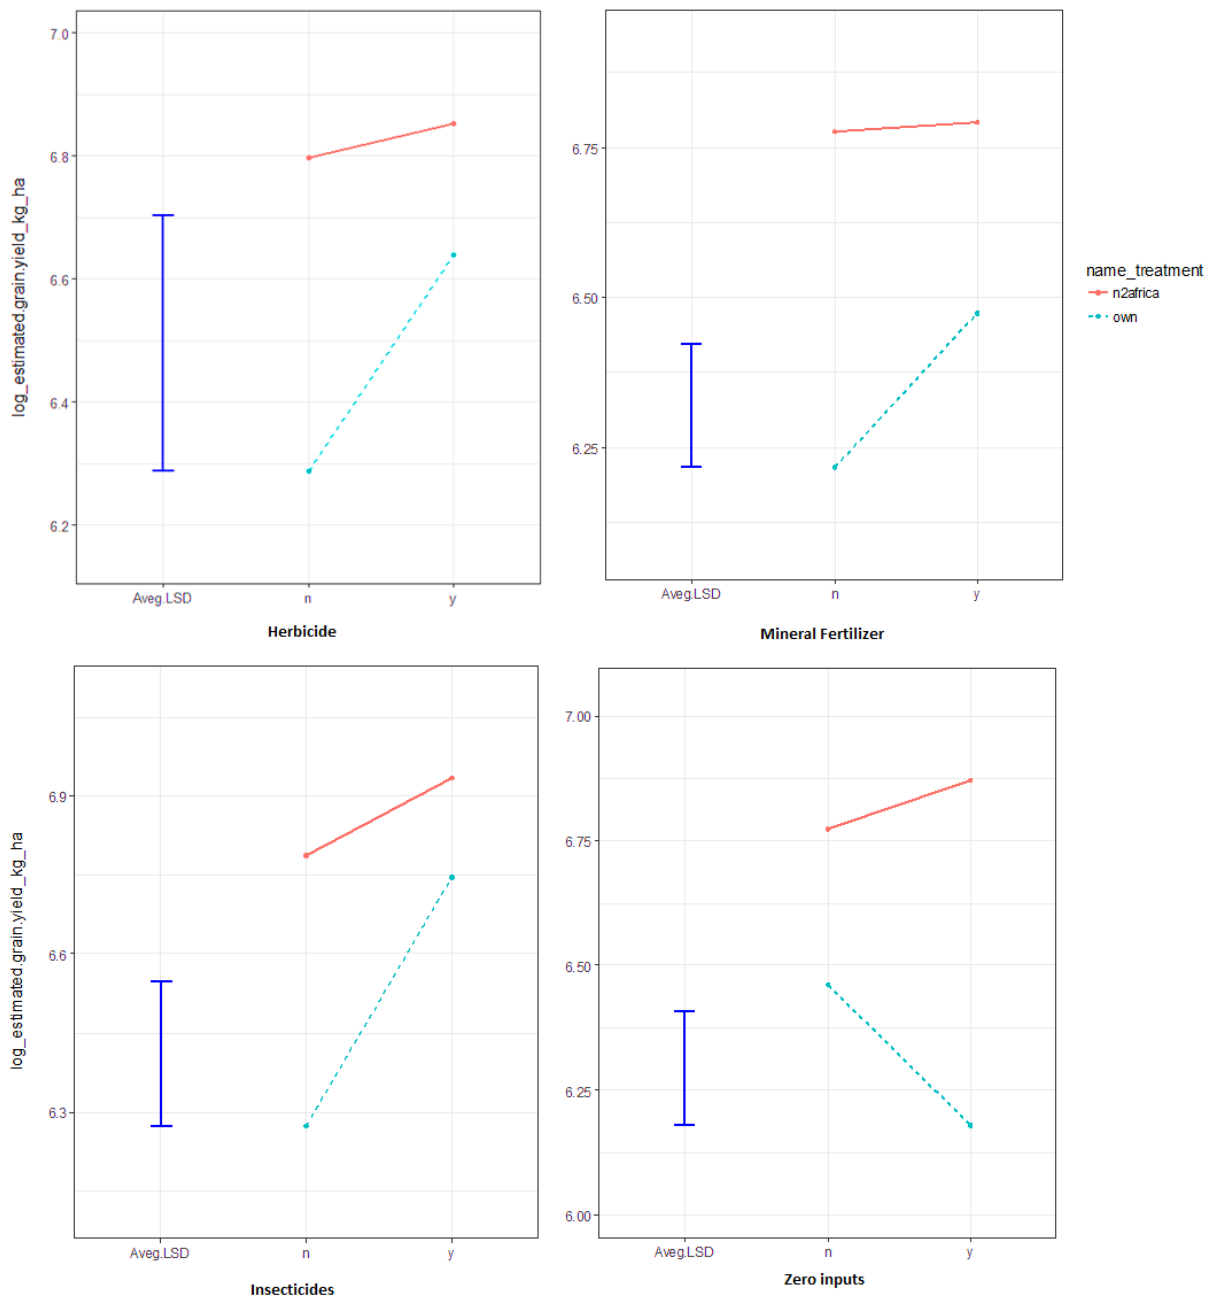 log_estimated.grain.yield_kg_ha
7.0
6.8
6.6
6.4
6.2
Aveg.LSD n y
Herbicide
6.75
6.50
6.25
Aveg.LSD n y
Mineral Fertilizer
name_treatment
n2africa
own
log_estimated.grain.yield_kg_ha
6.9
6.6
6.3
Aveg.LSD n y
Insecticides
7.00
6.75
6.50
6.25
6.00
Aveg.LSD n y
Zero inputs